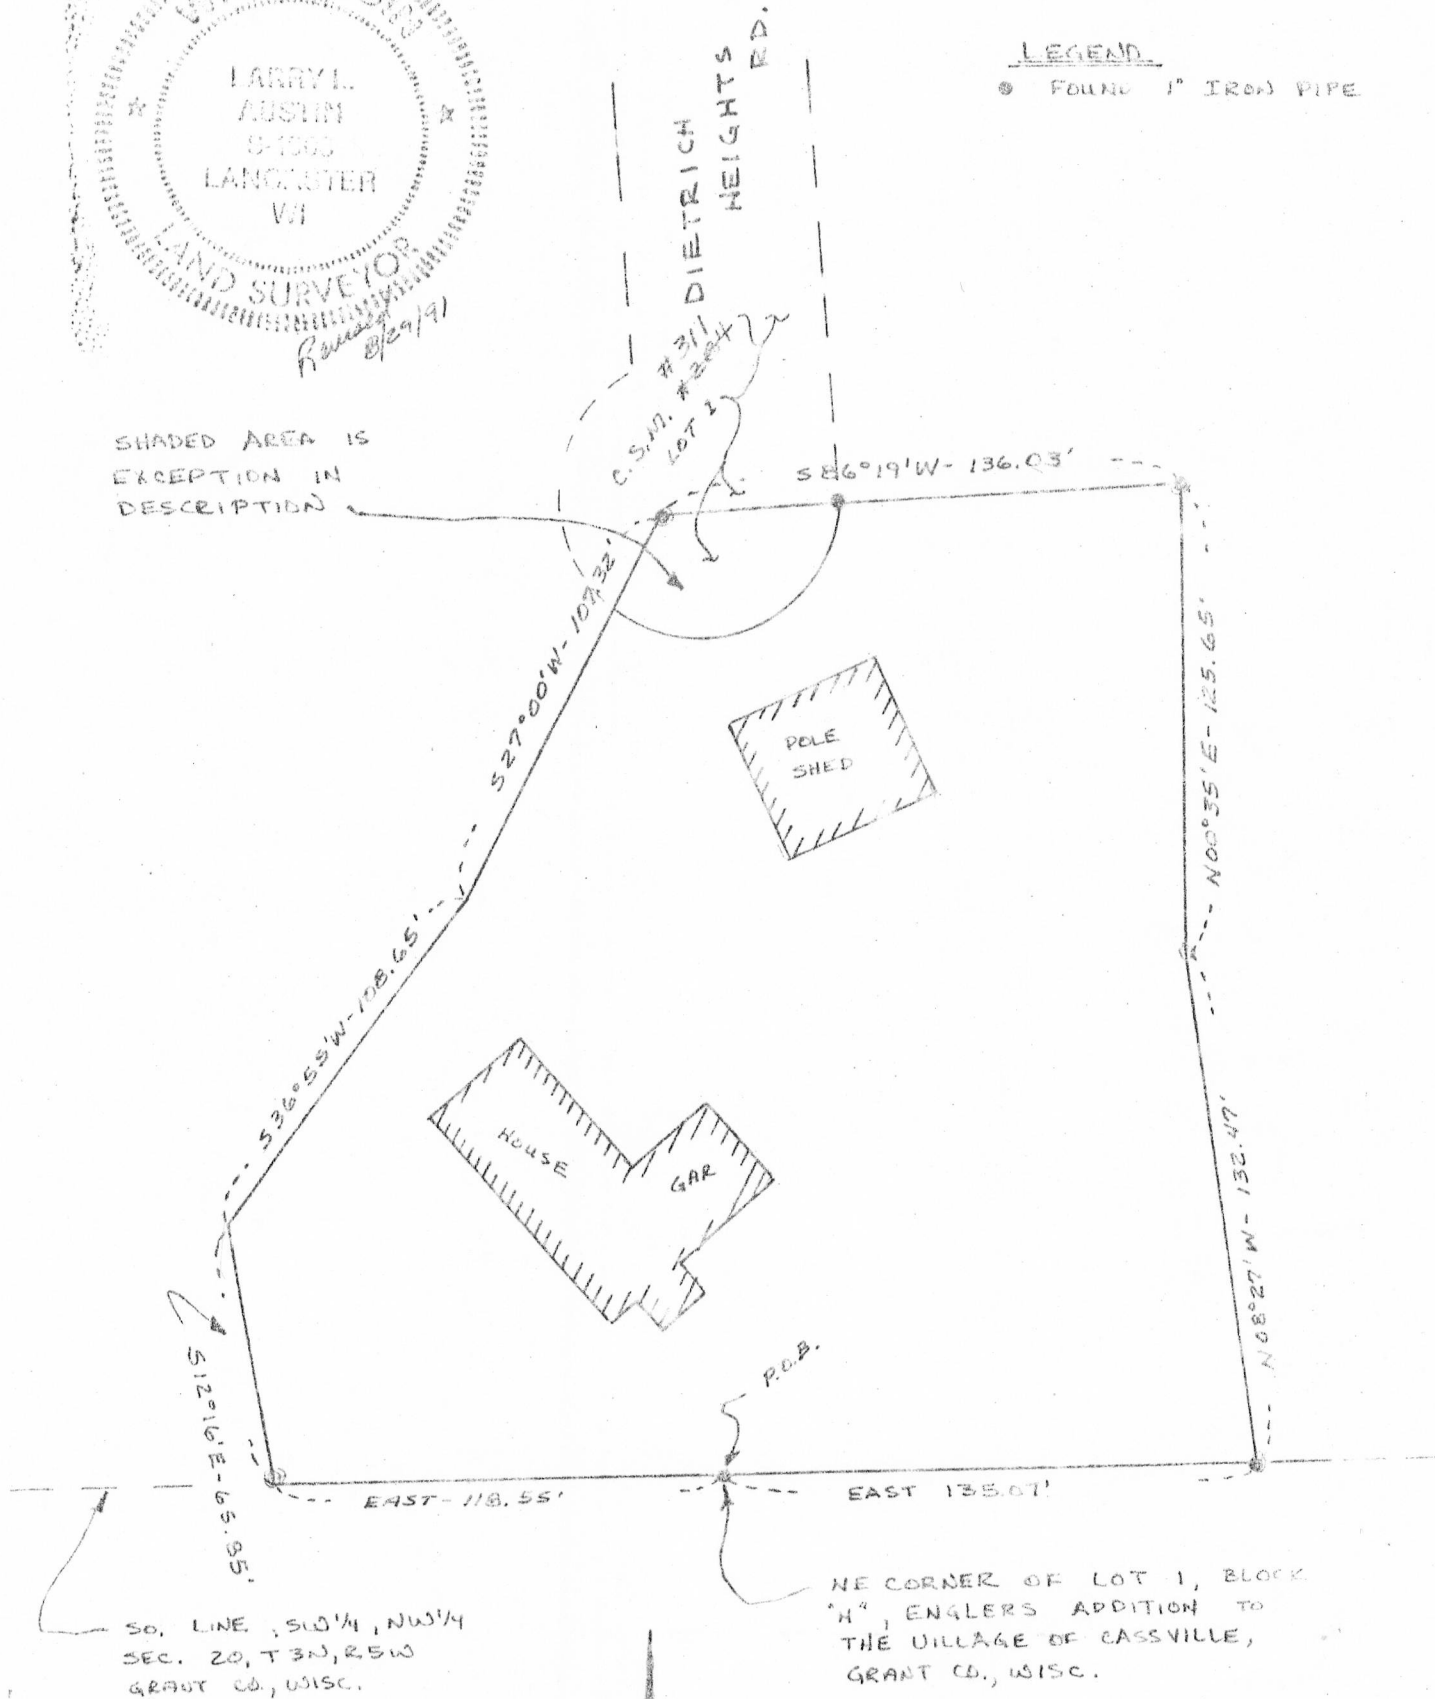 LARRY L.
AUSTIN
LANCASTER
WI
LAND SURVEYOR
8/29/91
DIETRICH
HEIGHTS
RD.
LEGEND
FOUND 1" IRON PIPE
C.S.M. #311
LOT 1
SHADED AREA IS
EXCEPTION IN
DESCRIPTION
S86°19'W- 136.03'
S27°00'W- 107.32'
N00°35'E- 125.65'
POLE
SHED
S36°55'W- 108.65'
HOUSE
GAR
N08°27'W- 132.47'
S12°16'E- 65.85'
P.O.B.
EAST- 118.55'
EAST 135.07'
SO. LINE, SW1/4, NW1/4
SEC. 20, T3N, R5W
GRANT CO., WISC.
NE CORNER OF LOT 1, BLOCK
"H", ENGLERS ADDITION TO
THE VILLAGE OF CASSVILLE,
GRANT CO., WISC.